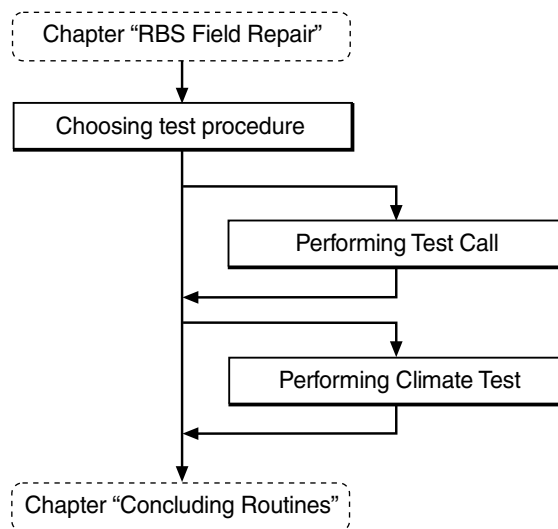 Chapter “RBS Field Repair”
Choosing test procedure
Performing Test Call
Performing Climate Test
Chapter “Concluding Routines”